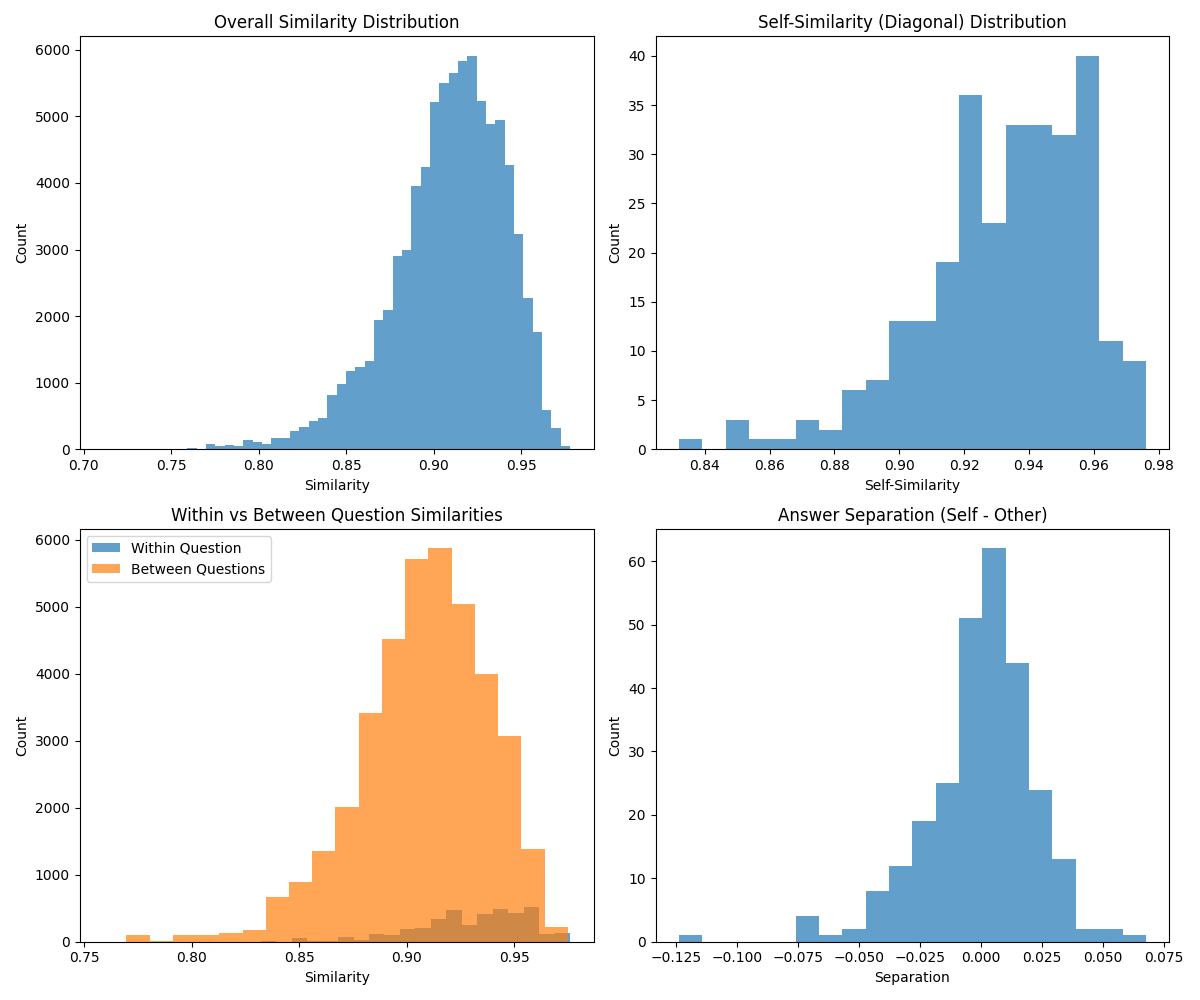 Overall Similarity Distribution
6000
5000
4000
3000
2000
1000
0
0.70 0.75 0.80 0.85 0.90 0.95
Count
Similarity
Self-Similarity (Diagonal) Distribution
40
35
30
25
20
15
10
5
0
0.84 0.86 0.88 0.90 0.92 0.94 0.96 0.98
Count
Self-Similarity
Within vs Between Question Similarities
Within Question
Between Questions
6000
5000
4000
3000
2000
1000
0
0.75 0.80 0.85 0.90 0.95
Count
Similarity
Answer Separation (Self - Other)
60
50
40
30
20
10
0
−0.125 −0.100 −0.075 −0.050 −0.025 0.000 0.025 0.050 0.075
Count
Separation